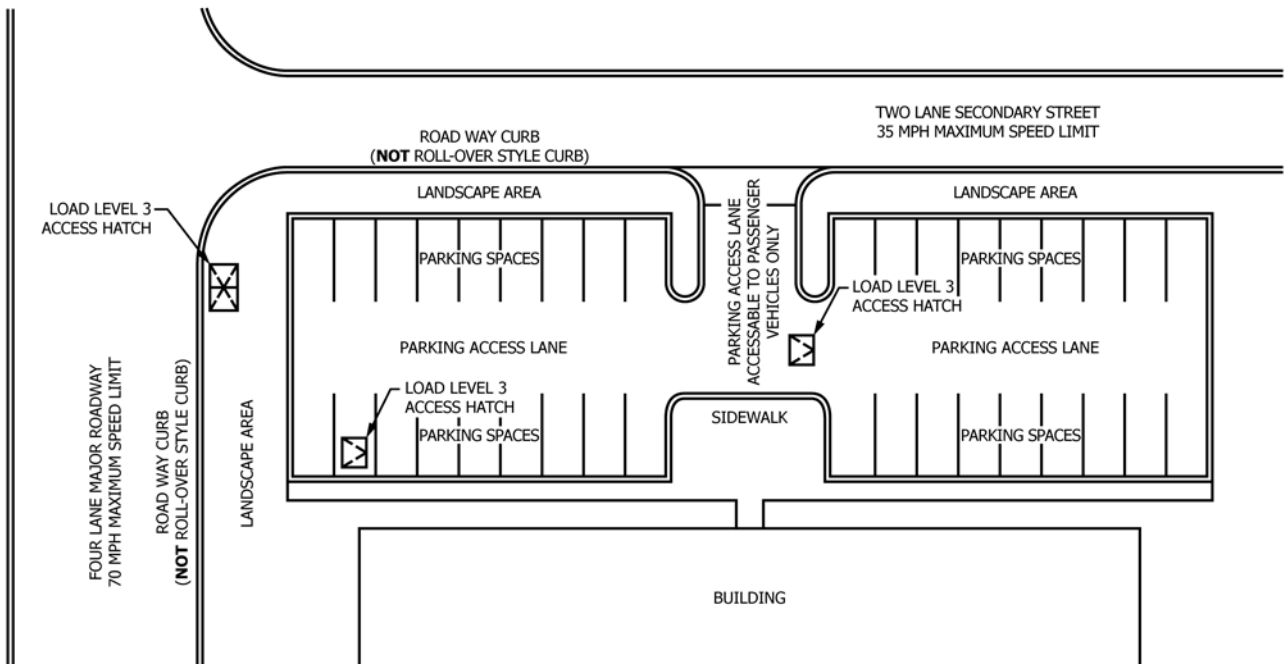 TWO LANE SECONDARY STREET
35 MPH MAXIMUM SPEED LIMIT
ROAD WAY CURB
(NOT ROLL-OVER STYLE CURB)
LANDSCAPE AREA
LANDSCAPE AREA
LOAD LEVEL 3
ACCESS HATCH
PARKING SPACES
PARKING ACCESS LANE
ACCESSABLE TO PASSENGER
VEHICLES ONLY
PARKING SPACES
LOAD LEVEL 3
ACCESS HATCH
PARKING ACCESS LANE
PARKING ACCESS LANE
LOAD LEVEL 3
ACCESS HATCH
SIDEWALK
PARKING SPACES
PARKING SPACES
FOUR LANE MAJOR ROADWAY
70 MPH MAXIMUM SPEED LIMIT
ROAD WAY CURB
(NOT ROLL-OVER STYLE CURB)
LANDSCAPE AREA
BUILDING